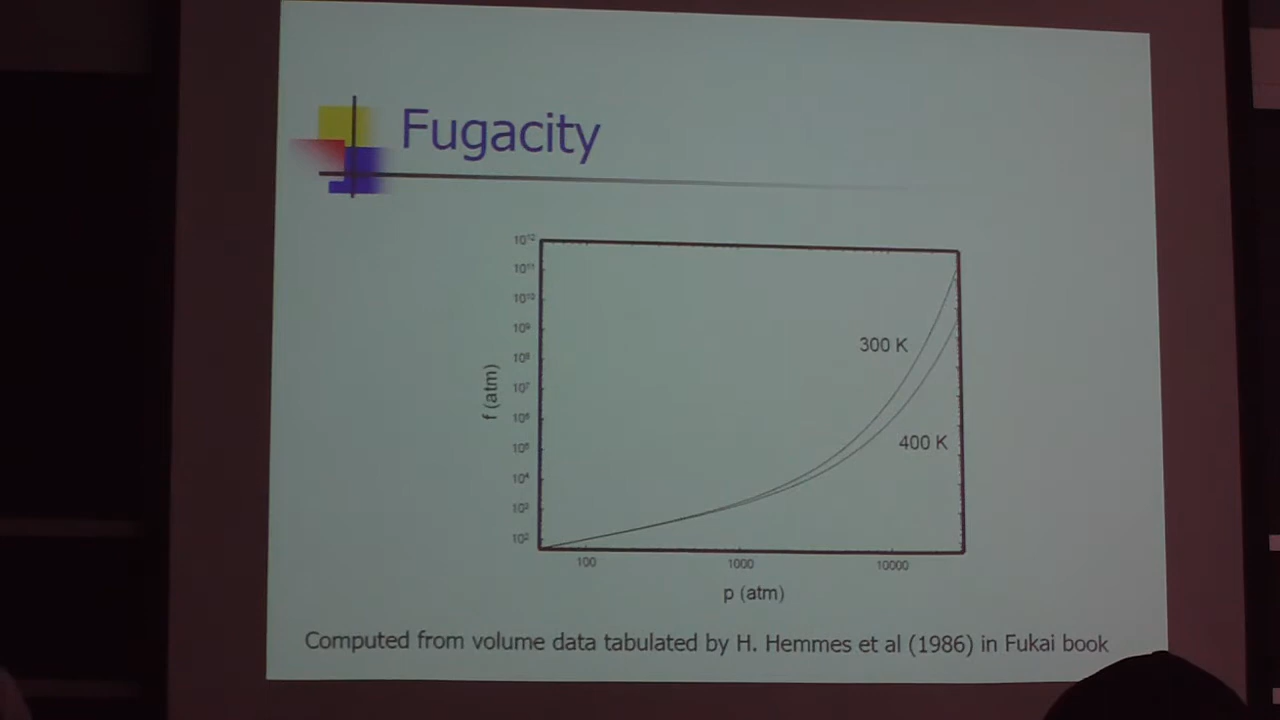 Fugacity
10¹²
10¹¹
10¹⁰
10⁹
10⁸
10⁷
10⁶
10⁵
10⁴
10³
10²
f (atm)
300 K
400 K
100 1000 10000
p (atm)
Computed from volume data tabulated by H. Hemmes et al (1986) in Fukai book